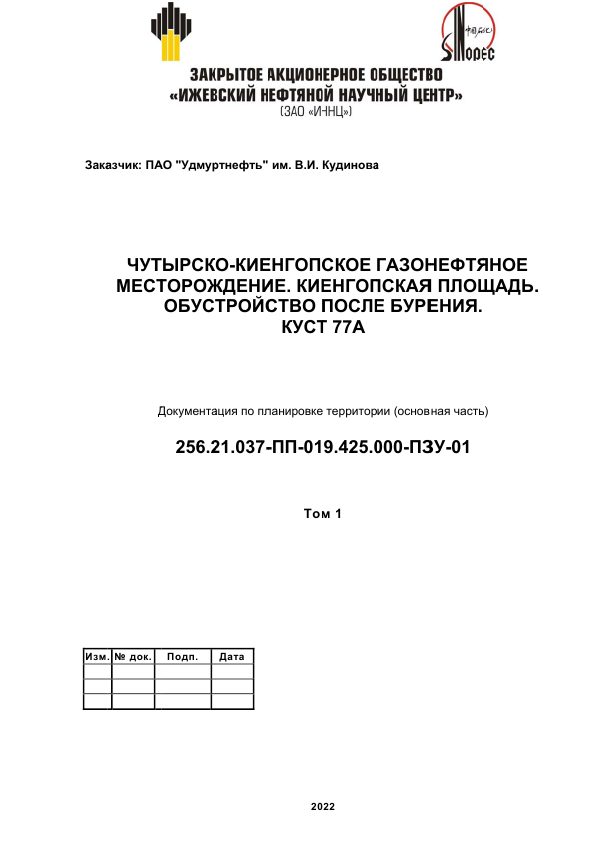 SINOPEC
ЗАКРЫТОЕ АКЦИОНЕРНОЕ ОБЩЕСТВО
«ИЖЕВСКИЙ НЕФТЯНОЙ НАУЧНЫЙ ЦЕНТР»
(ЗАО «ИННЦ»)
Заказчик: ПАО "Удмуртнефть" им. В.И. Кудинова
ЧУТЫРСКО-КИЕНГОПСКОЕ ГАЗОНЕФТЯНОЕ
МЕСТОРОЖДЕНИЕ. КИЕНГОПСКАЯ ПЛОЩАДЬ.
ОБУСТРОЙСТВО ПОСЛЕ БУРЕНИЯ.
КУСТ 77А
Документация по планировке территории (основная часть)
256.21.037-ПП-019.425.000-ПЗУ-01
Том 1
Изм. № док. Подп. Дата
2022